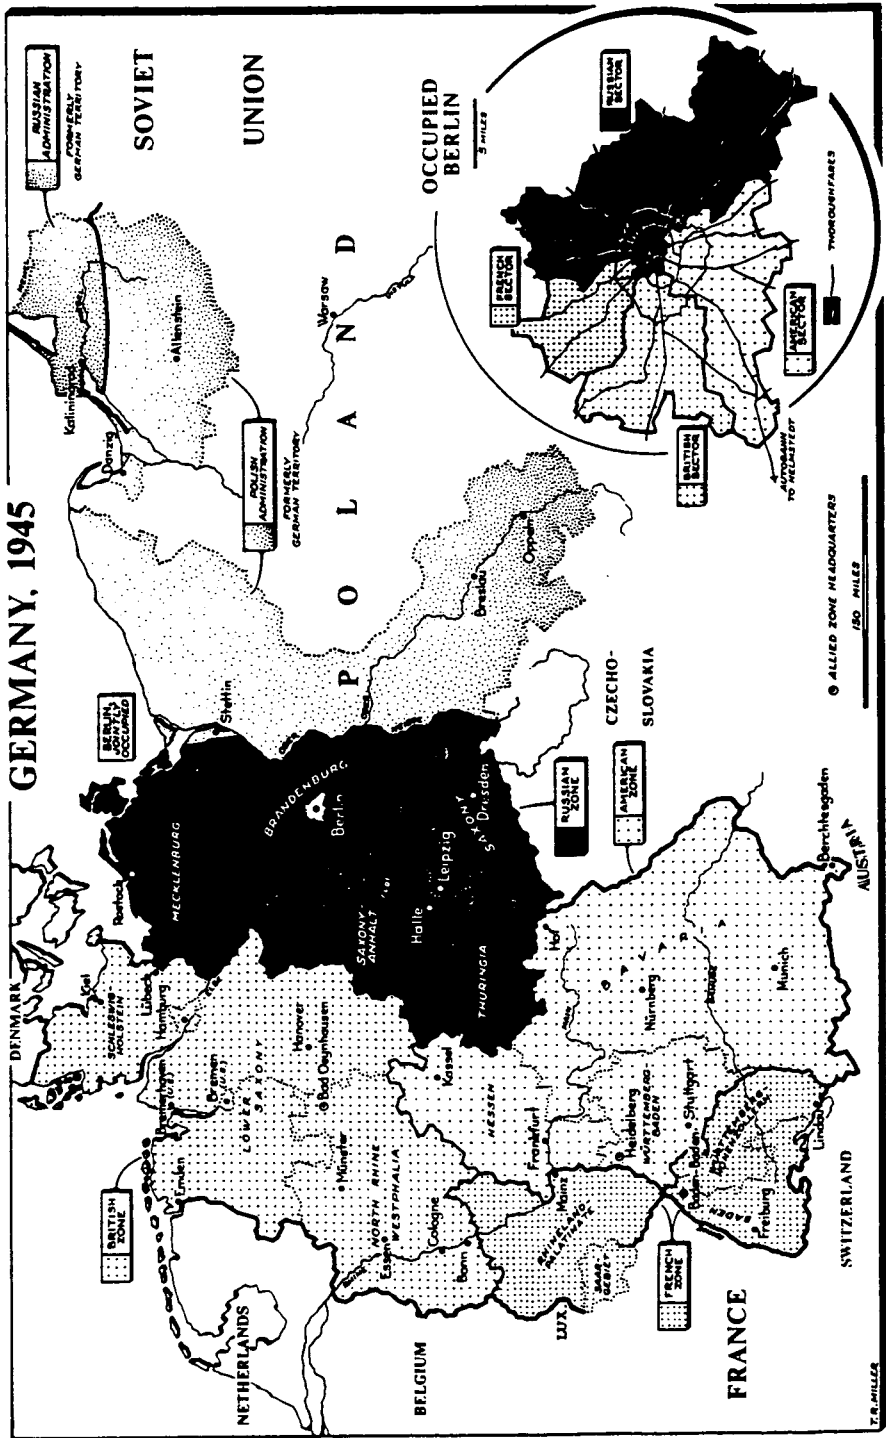 GERMANY, 1945
DENMARK
SOVIET
UNION
RUSSIAN
ADMINISTRATION
FORMERLY
GERMAN TERRITORY
Kaliningrad
Danzig
Allenstein
POLISH
ADMINISTRATION
FORMERLY
GERMAN TERRITORY
POLAND
Warsaw
BERLIN,
JOINTLY
OCCUPIED
Stettin
Breslau
Oppeln
BRITISH
ZONE
SCHLESWIG
HOLSTEIN
Kiel
Lübeck
Hamburg
Rostock
MECKLENBURG
BRANDENBURG
Berlin
Bremerhaven
(U.S.)
Bremen
(U.S.)
Emden
LOWER
SAXONY
Hanover
Bad Oeynhausen
Münster
NORTH RHINE
WESTPHALIA
Essen
RHINE
Cologne
Bonn
SAXONY
ANHALT
Halle
Leipzig
SAXONY
Dresden
THURINGIA
RUSSIAN
ZONE
AMERICAN
ZONE
CZECHO-
SLOVAKIA
Kassel
HESSEN
Frankfurt
Mainz
RHINELAND
PALATINATE
SAAR-
GEBIET
FRENCH
ZONE
Heidelberg
WÜRTTEMBERG-
BADEN
Stuttgart
Baden-Baden
WÜRTTEMBERG-
HOHENZOLLERN
BADEN
Freiburg
Lindau
Hof
Nürnberg
Munich
Berchtesgaden
AUSTRIA
SWITZERLAND
FRANCE
LUX.
BELGIUM
NETHERLANDS
OCCUPIED
BERLIN
5 MILES
RUSSIAN
SECTOR
FRENCH
SECTOR
BRITISH
SECTOR
AMERICAN
SECTOR
THOROUGHFARES
AUTOBAHN
TO HELMSTEDT
ALLIED ZONE HEADQUARTERS
150 MILES
T.R.MILLER